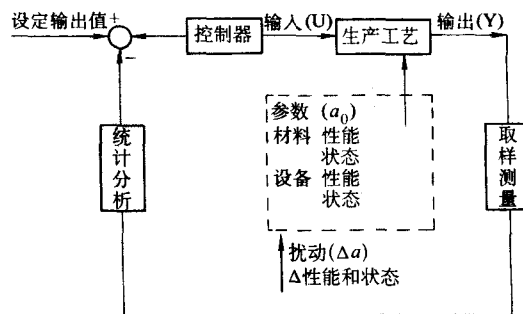 设定输出值+
控制器
输入(U)
生产工艺
输出(Y)
−
参数 (a₀)
材料 性能
状态
设备 性能
状态
统计分析
取样测量
扰动(Δa)
Δ性能和状态